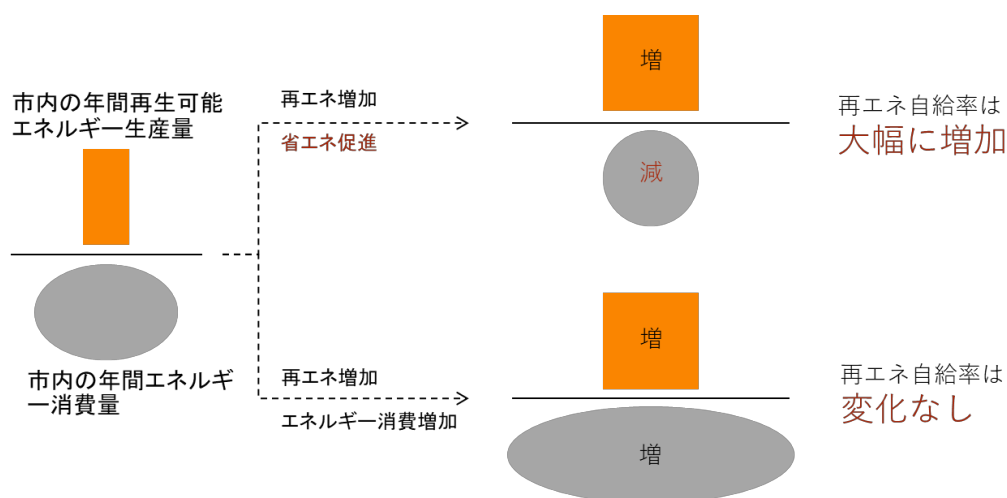 市内の年間再生可能
エネルギー生産量
市内の年間エネルギ
ー消費量
再エネ増加
省エネ促進
増
減
再エネ自給率は
大幅に増加
再エネ増加
エネルギー消費増加
増
増
再エネ自給率は
変化なし